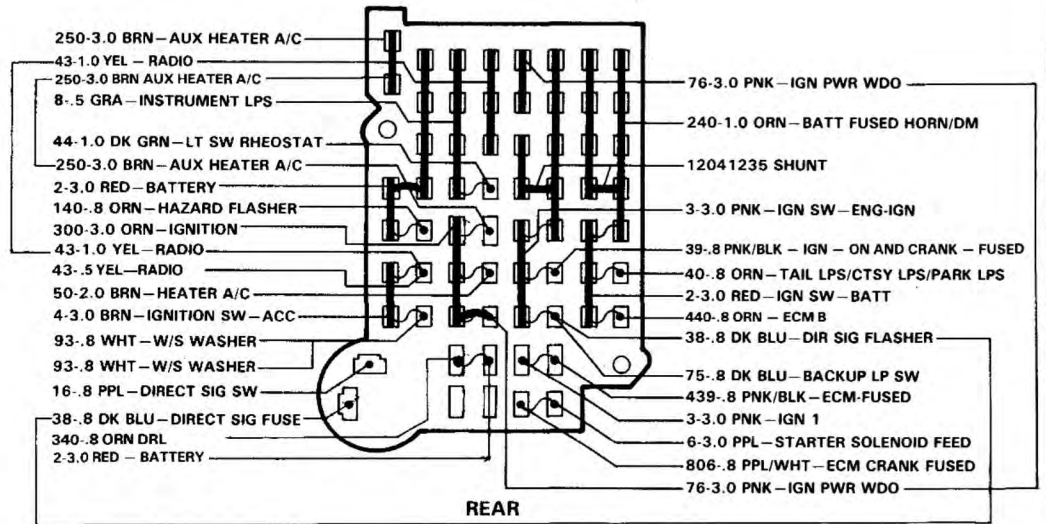 250-3.0 BRN–AUX HEATER A/C
43-1.0 YEL – RADIO
250-3.0 BRN AUX HEATER A/C
8-.5 GRA–INSTRUMENT LPS
44-1.0 DK GRN–LT SW RHEOSTAT
250-3.0 BRN–AUX HEATER A/C
2-3.0 RED–BATTERY
140-.8 ORN–HAZARD FLASHER
300-3.0 ORN–IGNITION
43-1.0 YEL–RADIO
43-.5 YEL–RADIO
50-2.0 BRN–HEATER A/C
4-3.0 BRN–IGNITION SW–ACC
93-.8 WHT–W/S WASHER
93-.8 WHT–W/S WASHER
16-.8 PPL–DIRECT SIG SW
38-.8 DK BLU–DIRECT SIG FUSE
340-.8 ORN DRL
2-3.0 RED – BATTERY
76-3.0 PNK–IGN PWR WDO
240-1.0 ORN–BATT FUSED HORN/DM
12041235 SHUNT
3-3.0 PNK–IGN SW–ENG-IGN
39-.8 PNK/BLK – IGN – ON AND CRANK – FUSED
40-.8 ORN–TAIL LPS/CTSY LPS/PARK LPS
2-3.0 RED–IGN SW–BATT
440-.8 ORN – ECM B
38-.8 DK BLU–DIR SIG FLASHER
75-.8 DK BLU–BACKUP LP SW
439-.8 PNK/BLK–ECM-FUSED
3-3.0 PNK–IGN 1
6-3.0 PPL–STARTER SOLENOID FEED
806-.8 PPL/WHT–ECM CRANK FUSED
76-3.0 PNK–IGN PWR WDO
REAR